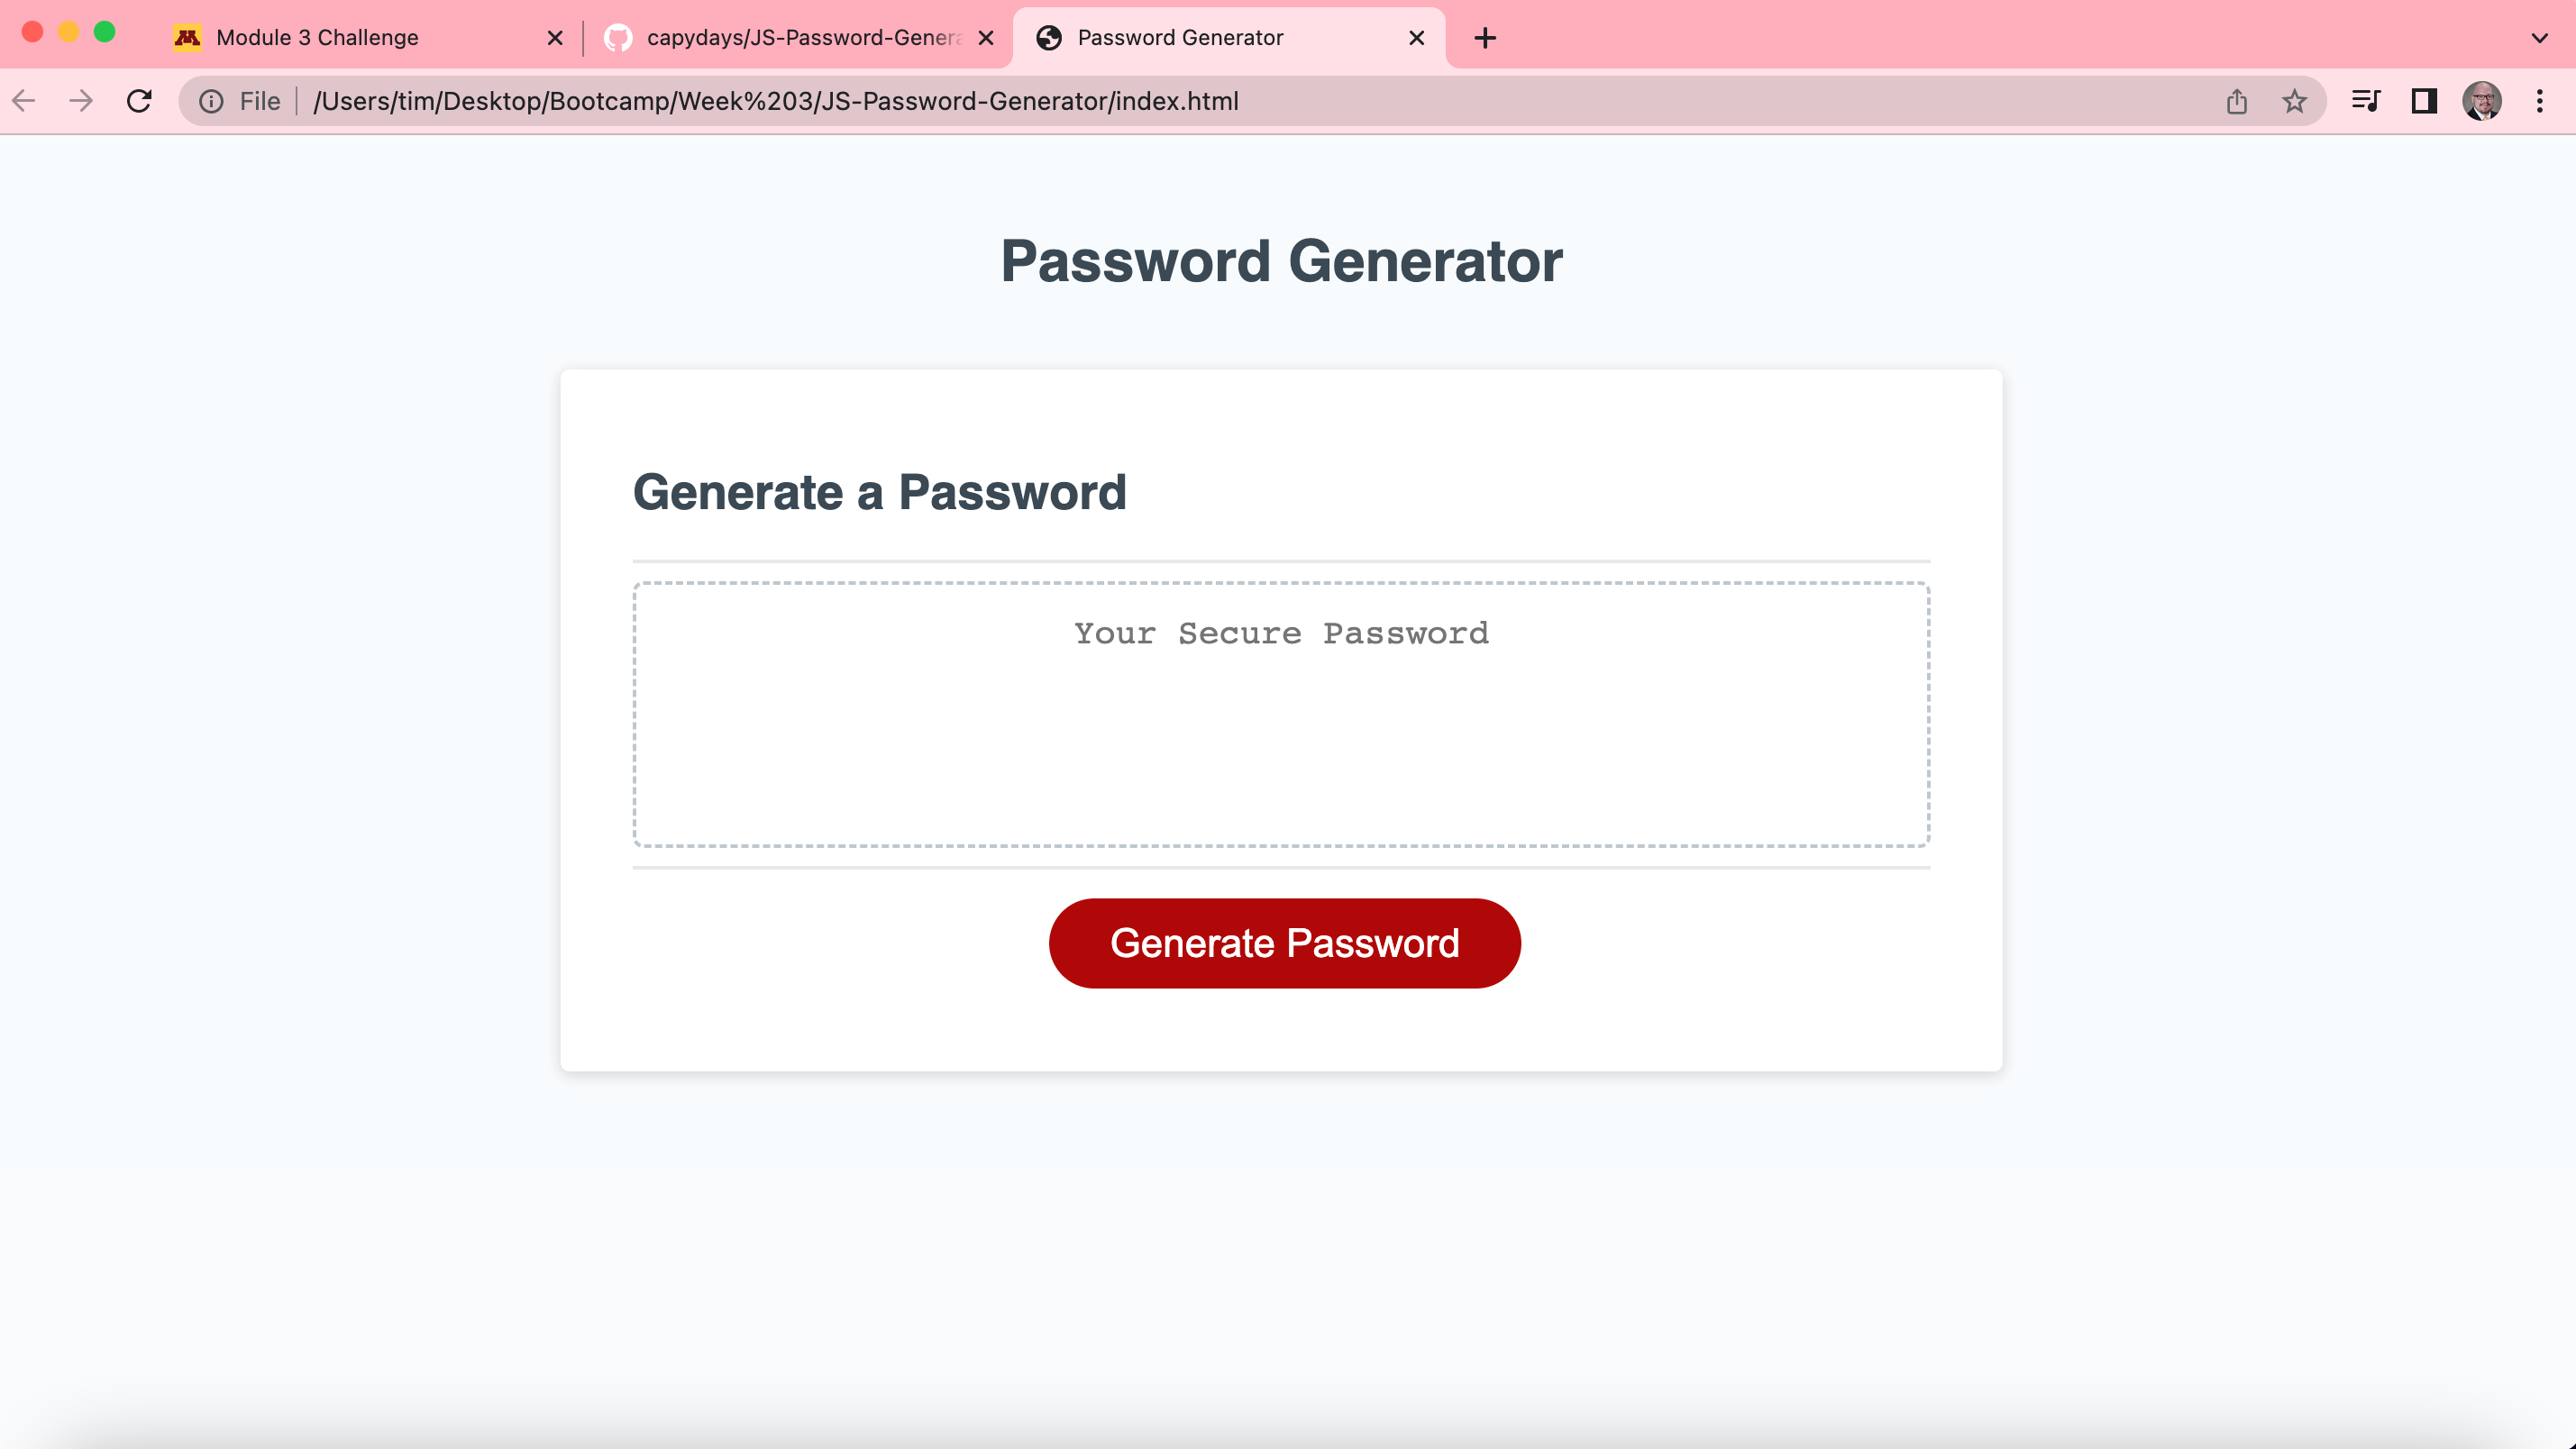 Module 3 Challenge
capydays/JS-Password-Genera
Password Generator
File
/Users/tim/Desktop/Bootcamp/Week%203/JS-Password-Generator/index.html
Password Generator
Generate a Password
Your Secure Password
Generate Password